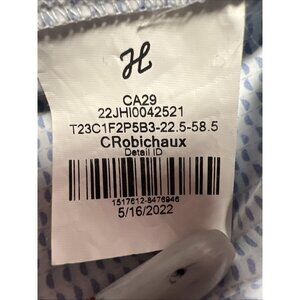 H
CA29
22JHI0042521
T23C1F2P5B3-22.5-58.5
CRobichaux
Detail ID
1517612-8476946
5/16/2022